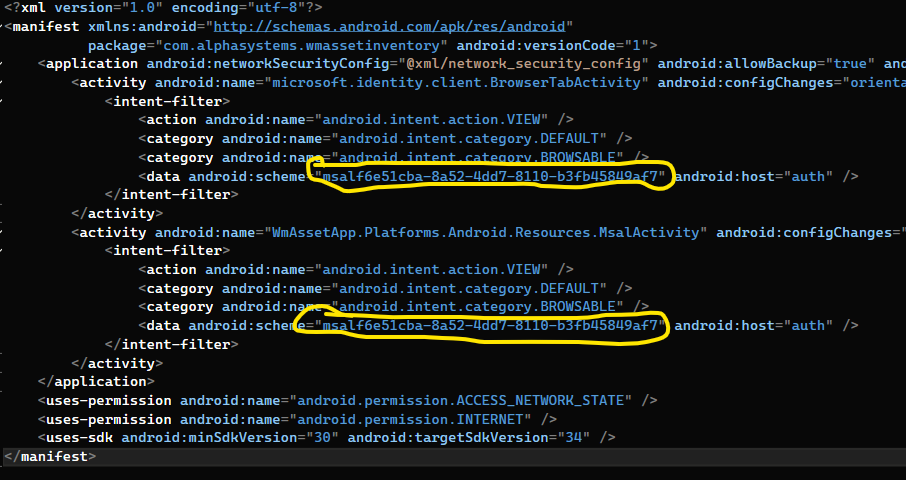 <?xml version="1.0" encoding="utf-8"?>
<manifest xmlns:android="http://schemas.android.com/apk/res/android"
package="com.alphasystems.wmassetinventory" android:versionCode="1">
<application android:networkSecurityConfig="@xml/network_security_config" android:allowBackup="true" and
<activity android:name="microsoft.identity.client.BrowserTabActivity" android:configChanges="orienta
<intent-filter>
<action android:name="android.intent.action.VIEW" />
<category android:name="android.intent.category.DEFAULT" />
<category android:name="android.intent.category.BROWSABLE" />
<data android:scheme="msalf6e51cba-8a52-4dd7-8110-b3fb45849af7" android:host="auth" />
</intent-filter>
</activity>
<activity android:name="WmAssetApp.Platforms.Android.Resources.MsalActivity" android:configChanges="
<intent-filter>
<action android:name="android.intent.action.VIEW" />
<category android:name="android.intent.category.DEFAULT" />
<category android:name="android.intent.category.BROWSABLE" />
<data android:scheme="msalf6e51cba-8a52-4dd7-8110-b3fb45849af7" android:host="auth" />
</intent-filter>
</activity>
</application>
<uses-permission android:name="android.permission.ACCESS_NETWORK_STATE" />
<uses-permission android:name="android.permission.INTERNET" />
<uses-sdk android:minSdkVersion="30" android:targetSdkVersion="34" />
</manifest>